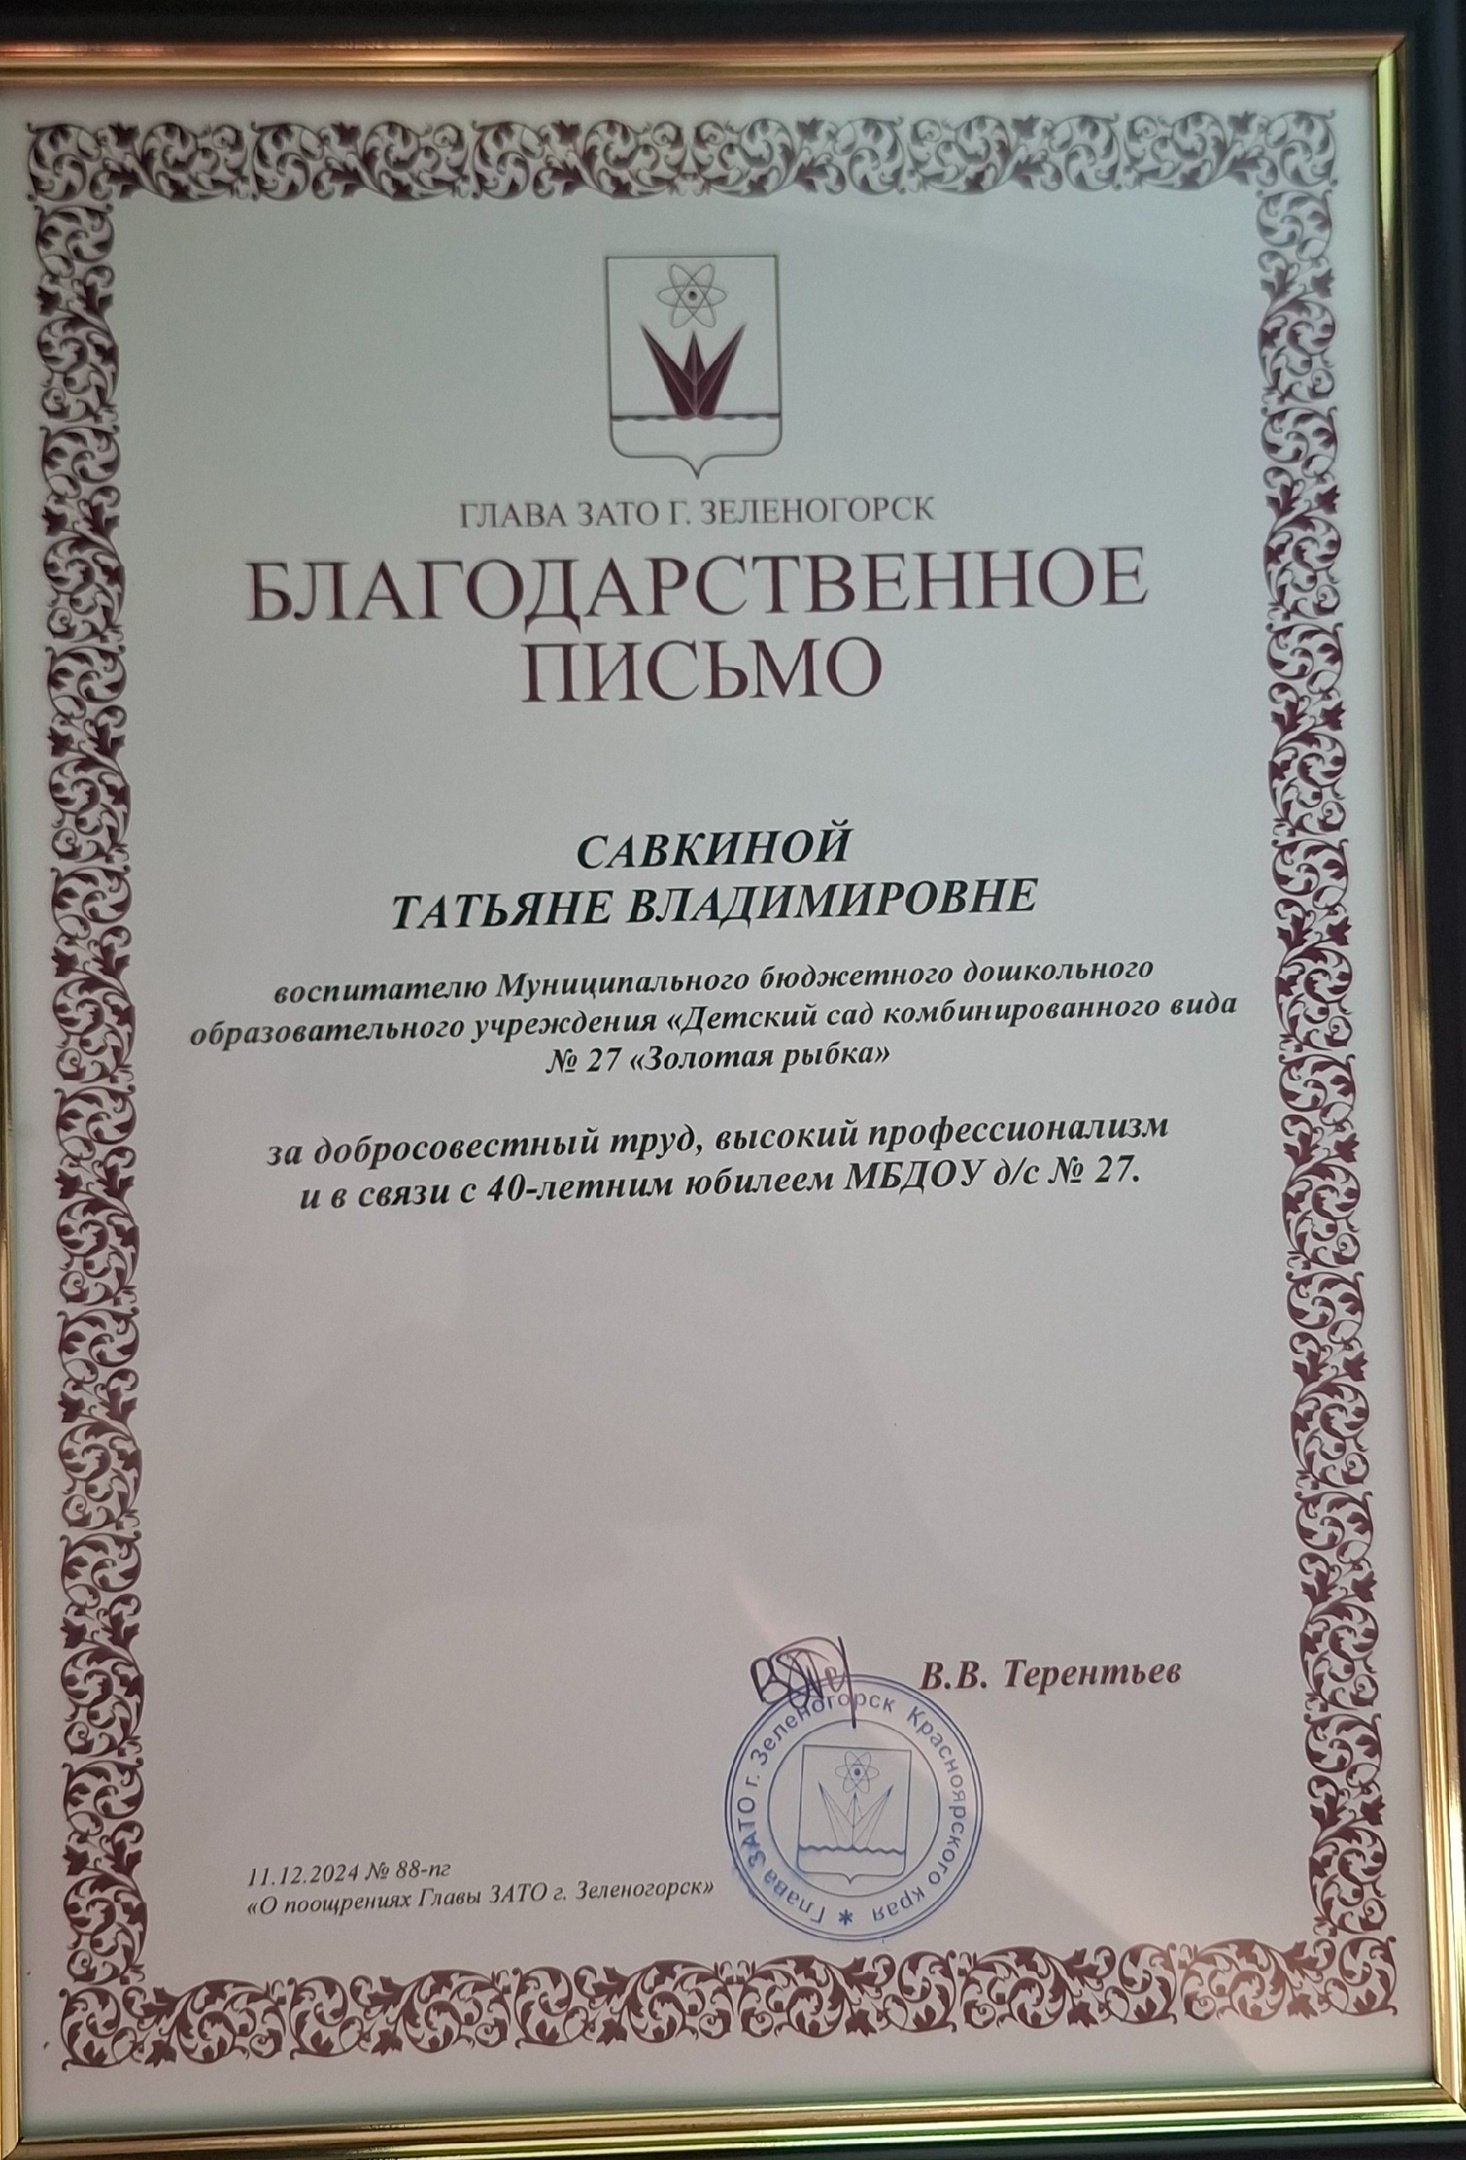 ГЛАВА ЗАТО Г. ЗЕЛЕНОГОРСК
БЛАГОДАРСТВЕННОЕ
ПИСЬМО
САВКИНОЙ
ТАТЬЯНЕ ВЛАДИМИРОВНЕ
воспитателю Муниципального бюджетного дошкольного
образовательного учреждения «Детский сад комбинированного вида
№ 27 «Золотая рыбка»
за добросовестный труд, высокий профессионализм
и в связи с 40-летним юбилеем МБДОУ д/с № 27.
В.В. Терентьев
Глава ЗАТО г. Зеленогорск Красноярского края *
11.12.2024 № 88-пг
«О поощрениях Главы ЗАТО г. Зеленогорск»